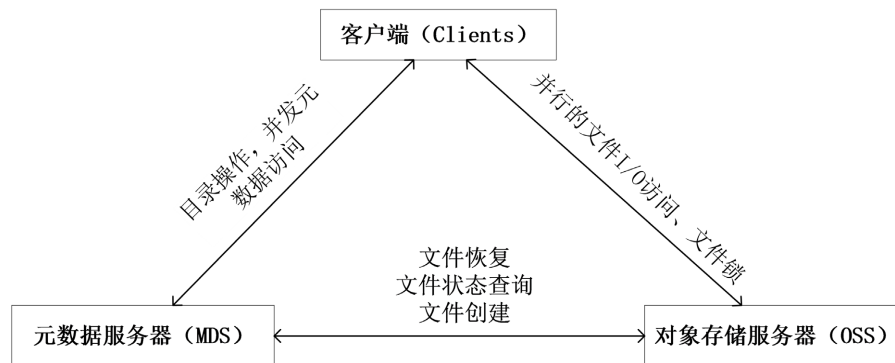 客户端（Clients）
目录操作，并发元
数据访问
并行的文件I/O访问、文件锁
文件恢复
文件状态查询
文件创建
元数据服务器（MDS）
对象存储服务器（OSS）